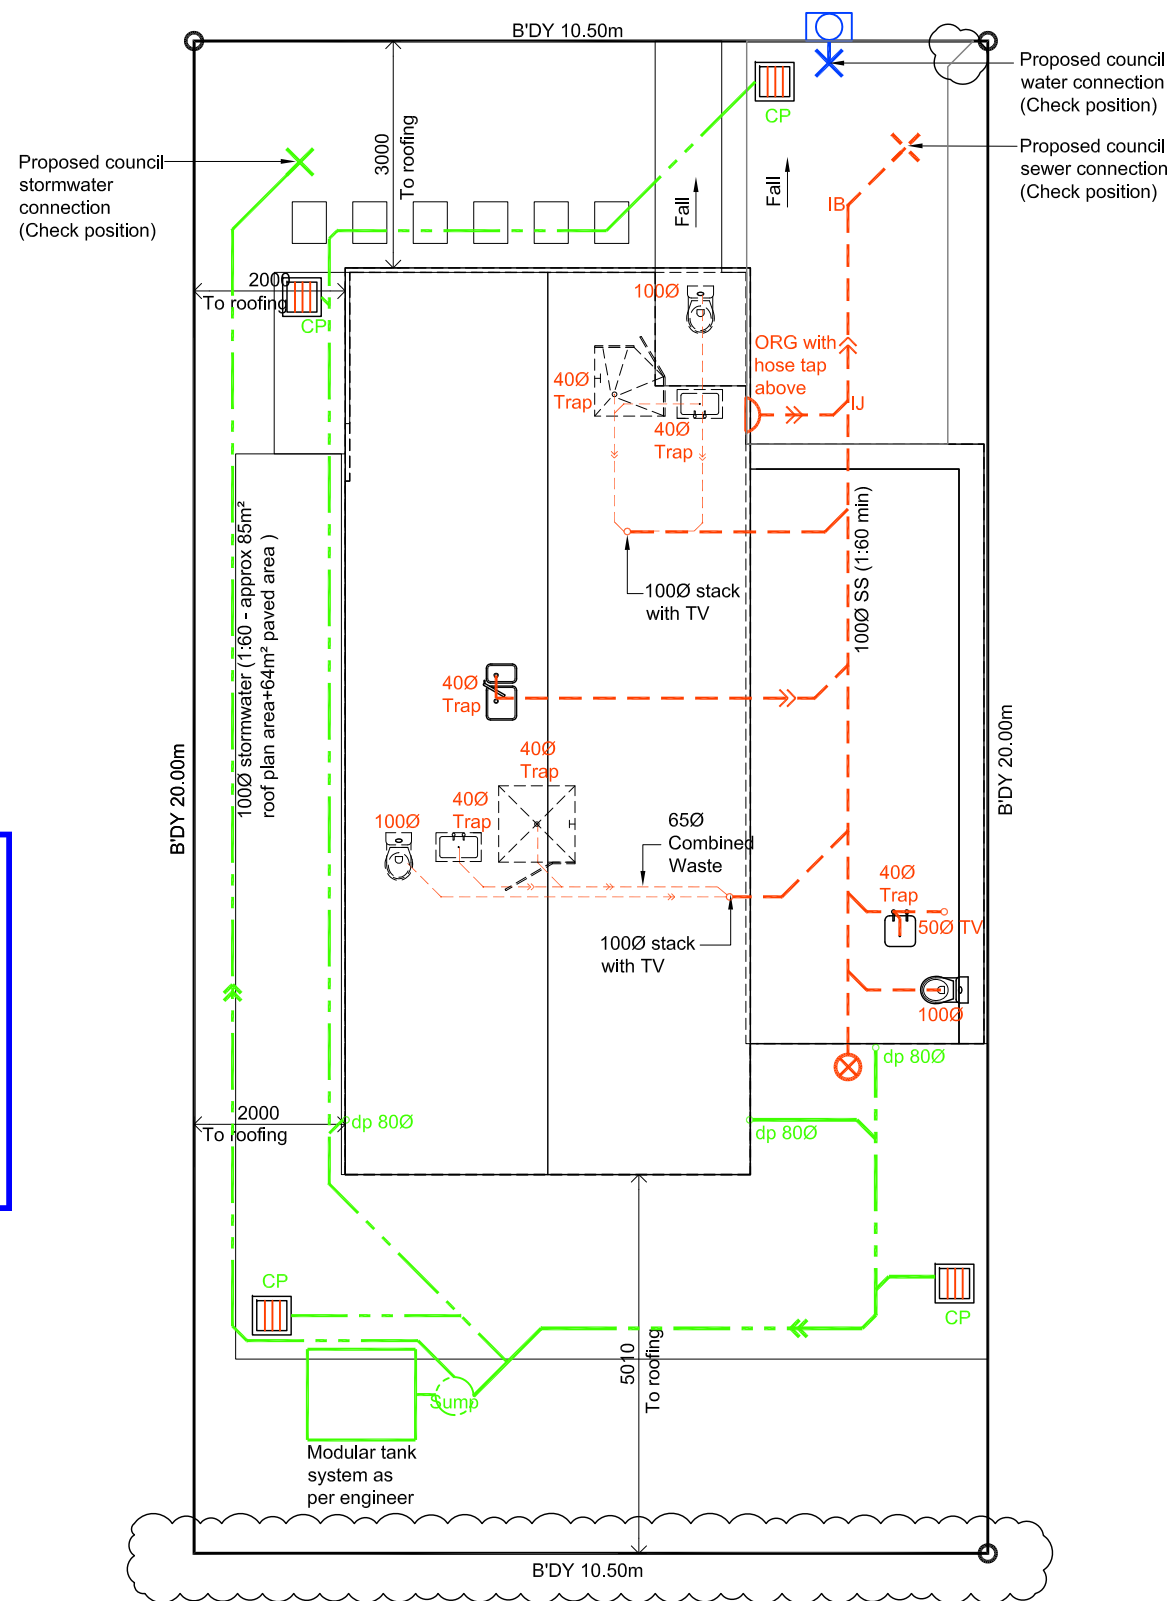 B'DY 10.50m
Proposed council
water connection
(Check position)
CP
Proposed council
sewer connection
(Check position)
Proposed council
stormwater
connection
(Check position)
3000
To roofing
Fall
Fall
IB
2000
To roofing
CP
100Ø
ORG with
hose tap
above
40Ø
Trap
IJ
40Ø
Trap
100Ø stormwater (1:60 - approx 85m²
roof plan area+64m² paved area )
100Ø SS (1:60 min)
100Ø stack
with TV
40Ø
Trap
B'DY 20.00m
B'DY 20.00m
40Ø
Trap
40Ø
Trap
100Ø
65Ø
Combined
Waste
40Ø
Trap
50Ø TV
100Ø stack
with TV
100Ø
dp 80Ø
2000
To roofing
dp 80Ø
dp 80Ø
CP
CP
5010
To roofing
Sump
Modular tank
system as
per engineer
B'DY 10.50m